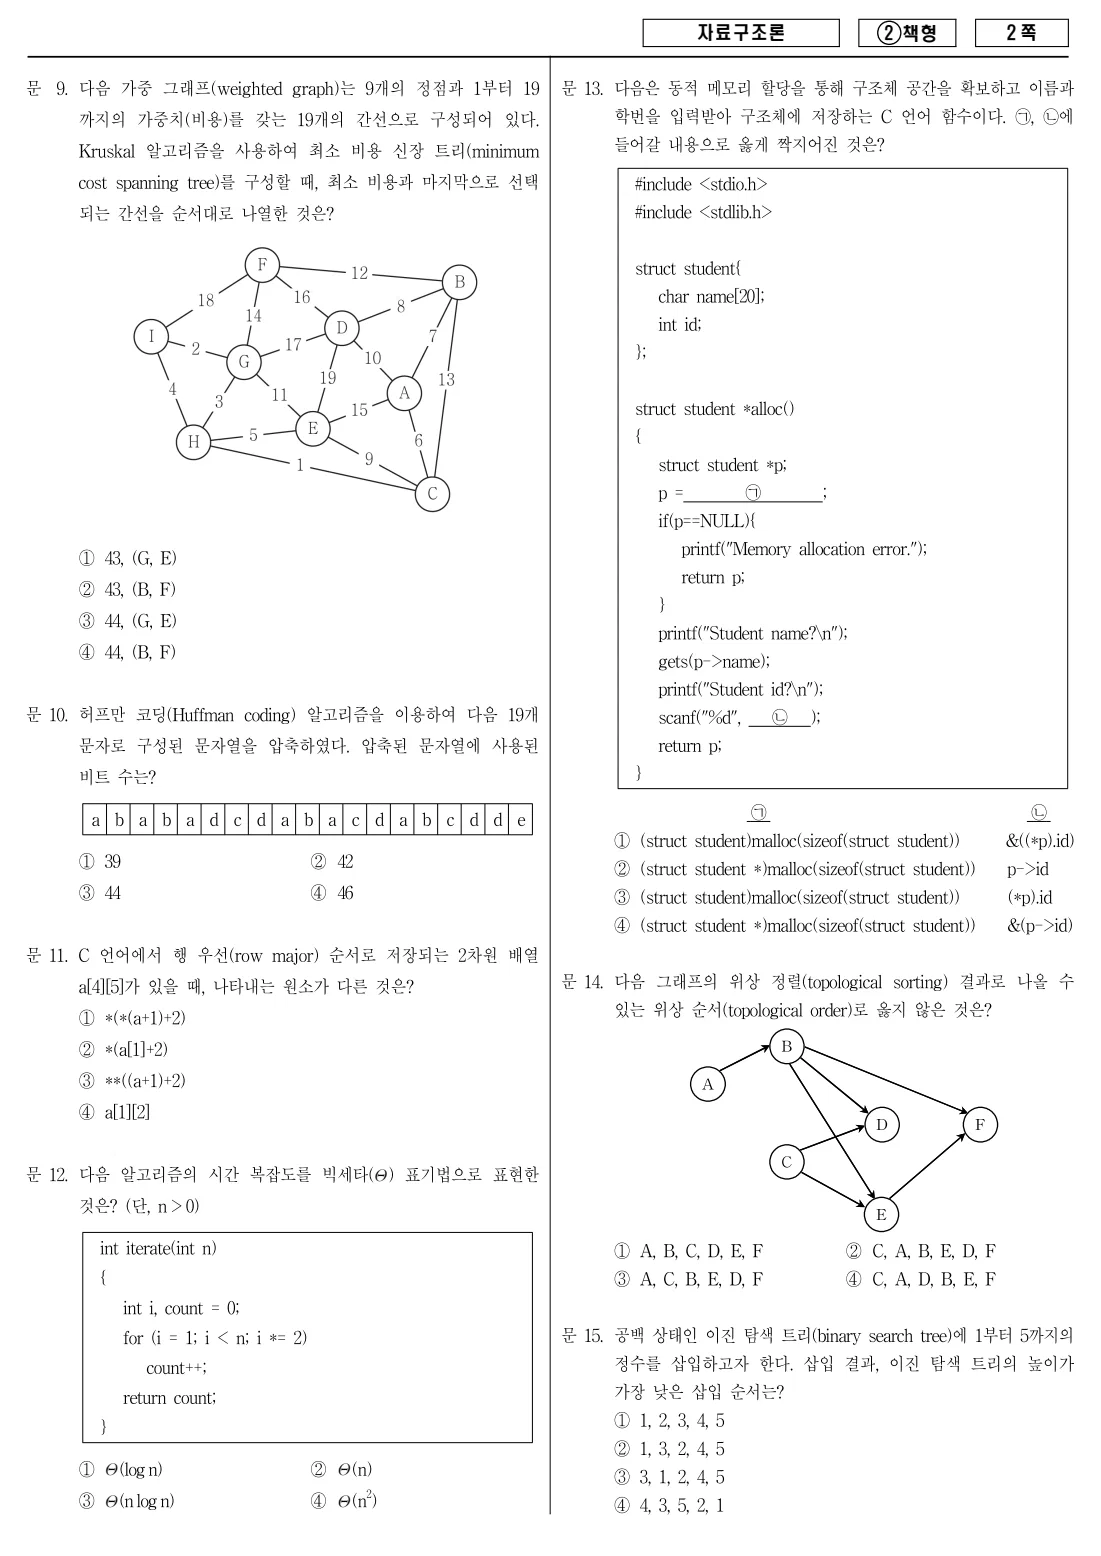 자료구조론
②책형
2쪽
문 9. 다음 가중 그래프(weighted graph)는 9개의 정점과 1부터 19
까지의 가중치(비용)를 갖는 19개의 간선으로 구성되어 있다.
Kruskal 알고리즘을 사용하여 최소 비용 신장 트리(minimum
cost spanning tree)를 구성할 때, 최소 비용과 마지막으로 선택
되는 간선을 순서대로 나열한 것은?
F
12
B
18
16
8
14
I
D
2
17
7
G
10
13
4
19
A
3
11
15
H
5
E
6
9
1
C
① 43, (G, E)
② 43, (B, F)
③ 44, (G, E)
④ 44, (B, F)
문 10. 허프만 코딩(Huffman coding) 알고리즘을 이용하여 다음 19개
문자로 구성된 문자열을 압축하였다. 압축된 문자열에 사용된
비트 수는?
a b a b a d c d a b a c d a b c d d e
① 39 ② 42
③ 44 ④ 46
문 11. C 언어에서 행 우선(row major) 순서로 저장되는 2차원 배열
a[4][5]가 있을 때, 나타내는 원소가 다른 것은?
① *(*(a+1)+2)
② *(a[1]+2)
③ **((a+1)+2)
④ a[1][2]
문 12. 다음 알고리즘의 시간 복잡도를 빅세타(Θ) 표기법으로 표현한
것은? (단, n > 0)
int iterate(int n)
{
int i, count = 0;
for (i = 1; i < n; i *= 2)
count++;
return count;
}
① Θ(log n) ② Θ(n)
③ Θ(n log n) ④ Θ(n²)
문 13. 다음은 동적 메모리 할당을 통해 구조체 공간을 확보하고 이름과
학번을 입력받아 구조체에 저장하는 C 언어 함수이다. ㉠, ㉡에
들어갈 내용으로 옳게 짝지어진 것은?
#include <stdio.h>
#include <stdlib.h>
struct student{
char name[20];
int id;
};
struct student *alloc()
{
struct student *p;
p = ㉠ ;
if(p==NULL){
printf("Memory allocation error.");
return p;
}
printf("Student name?\n");
gets(p->name);
printf("Student id?\n");
scanf("%d", ㉡ );
return p;
}
㉠ ㉡
① (struct student)malloc(sizeof(struct student)) &((*p).id)
② (struct student *)malloc(sizeof(struct student)) p->id
③ (struct student)malloc(sizeof(struct student)) (*p).id
④ (struct student *)malloc(sizeof(struct student)) &(p->id)
문 14. 다음 그래프의 위상 정렬(topological sorting) 결과로 나올 수
있는 위상 순서(topological order)로 옳지 않은 것은?
B
A
D
F
C
E
① A, B, C, D, E, F ② C, A, B, E, D, F
③ A, C, B, E, D, F ④ C, A, D, B, E, F
문 15. 공백 상태인 이진 탐색 트리(binary search tree)에 1부터 5까지의
정수를 삽입하고자 한다. 삽입 결과, 이진 탐색 트리의 높이가
가장 낮은 삽입 순서는?
① 1, 2, 3, 4, 5
② 1, 3, 2, 4, 5
③ 3, 1, 2, 4, 5
④ 4, 3, 5, 2, 1